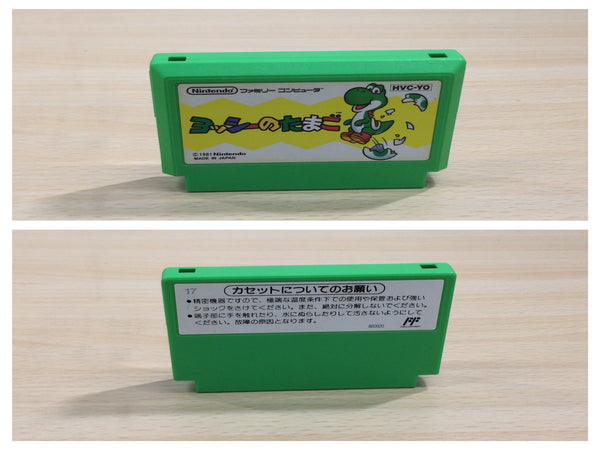 Nintendo ファミリー コンピュータ™ HVC-YO
ヨッシーのたまご
©1991 Nintendo
MADE IN JAPAN
17
カセットについてのお願い
●精密機器ですので、極端な温度条件下での使用や保管および強い
ショックをさけてください。また、絶対に分解しないでください。
●端子部に手を触れたり、水にぬらしたりして汚さないようにして
ください。故障の原因となります。
FF